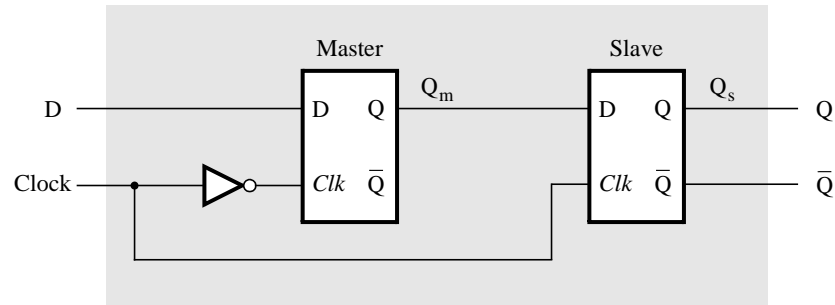 Master Slave
D D Q Q_m D Q Q_s Q
Clock Clk Q̅ Clk Q̅ Q̅